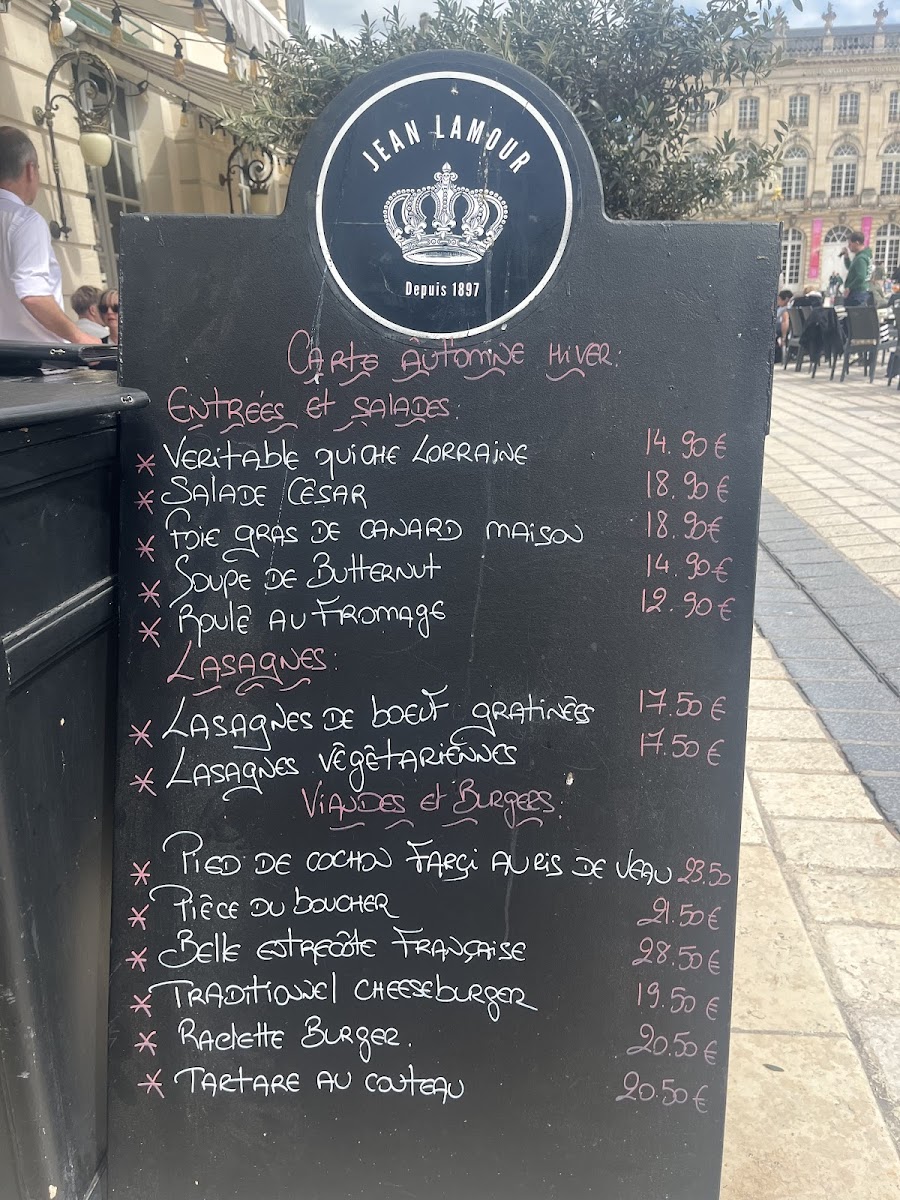 JEAN LAMOUR
Depuis 1897
CARTE AUTOMNE HIVER:
ENTRÉES Et SALADES:
* VERITABLE QUICHE LORRAINE 14.90€
* SALADE CÉSAR 18.90€
* FOIE GRAS DE CANARD MAISON 18.90€
* SOUPE DE BUTTERNUT 14.90€
* ROULÉ AU FROMAGE 12.90€
LASAGNES:
* LASAGNES DE BOEUF GRATINÉES 17.50€
* LASAGNES VÉGÉTARIENNES 17.50€
VIANDES Et BURGERS:
* PIED DE COCHON FARÇI AU RIS DE VEAU 23.50
* PIÈCE DU BOUCHER 21.50€
* BELLE ENTRECÔTE FRANÇAISE 28.50€
* TRADITIONNEL CHEESEBURGER 19.50€
* RACLETTE BURGER. 20.50€
* TARTARE AU COUTEAU 20.50€